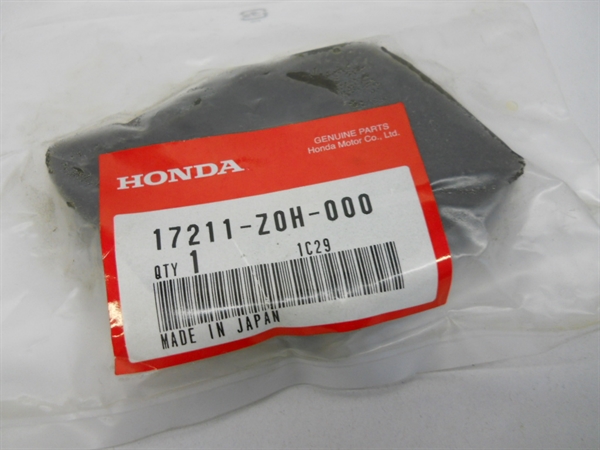 GENUINE PARTS
Honda Motor Co., Ltd.
HONDA
17211-Z0H-000
QTY 1 1C29
MADE IN JAPAN